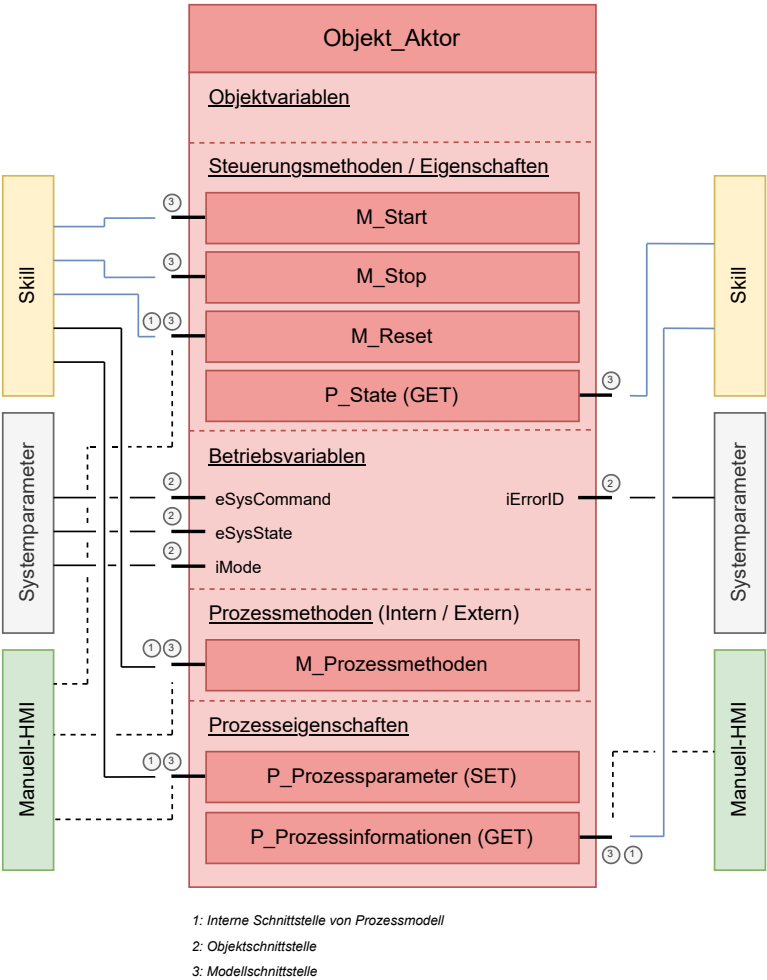 Objekt_Aktor
Objektvariablen
Steuerungsmethoden / Eigenschaften
Skill
3
M_Start
3
M_Stop
1 3
M_Reset
P_State (GET)
3
Skill
Systemparameter
Betriebsvariablen
2
eSysCommand
iErrorID
2
2
eSysState
2
iMode
Systemparameter
Prozessmethoden (Intern / Extern)
1 3
M_Prozessmethoden
Manuell-HMI
Prozesseigenschaften
1 3
P_Prozessparameter (SET)
P_Prozessinformationen (GET)
3 1
Manuell-HMI
1: Interne Schnittstelle von Prozessmodell
2: Objektschnittstelle
3: Modellschnittstelle